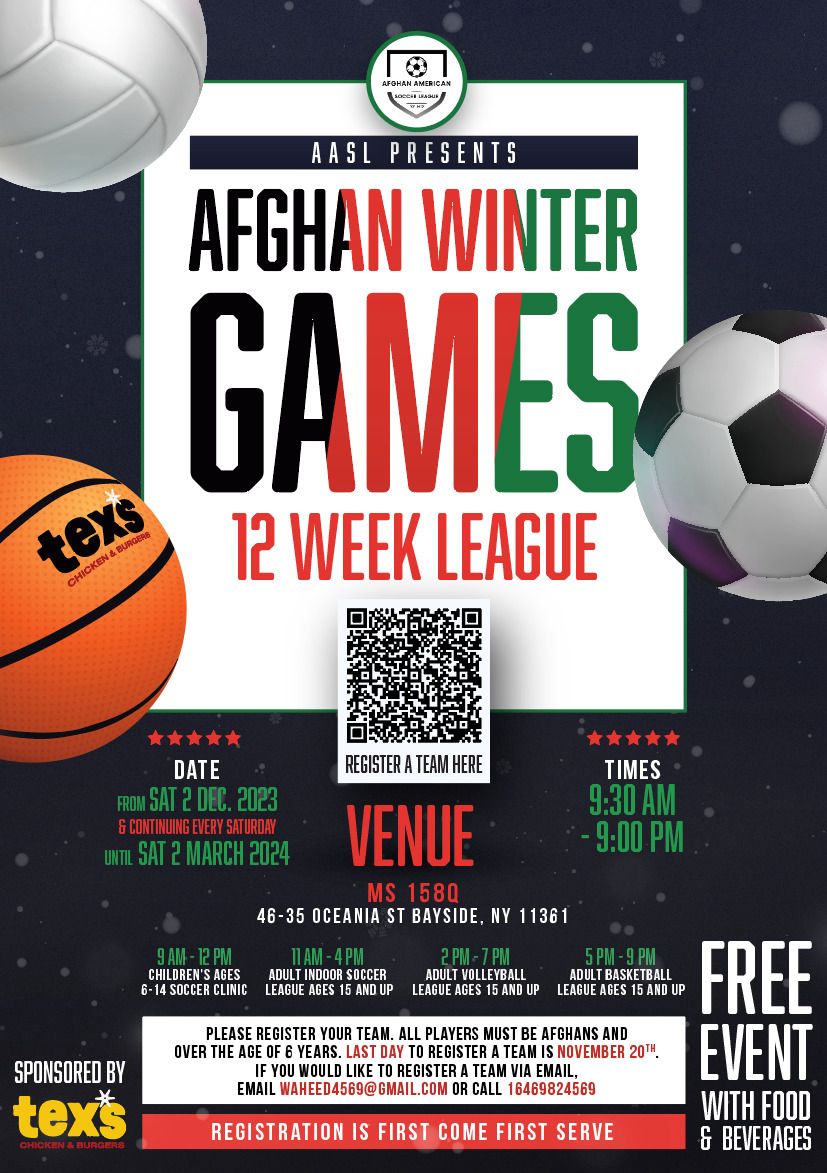 AFGHAN AMERICAN
SOCCER LEAGUE
AASL PRESENTS
AFGHAN WINTER
GAMES
12 WEEK LEAGUE
texs
CHICKEN & BURGERS
REGISTER A TEAM HERE
DATE
FROM SAT 2 DEC. 2023
& CONTINUING EVERY SATURDAY
UNTIL SAT 2 MARCH 2024
TIMES
9:30 AM
- 9:00 PM
VENUE
MS 158Q
46-35 OCEANIA ST BAYSIDE, NY 11361
9 AM - 12 PM
CHILDREN'S AGES
6-14 SOCCER CLINIC
11 AM - 4 PM
ADULT INDOOR SOCCER
LEAGUE AGES 15 AND UP
2 PM - 7 PM
ADULT VOLLEYBALL
LEAGUE AGES 15 AND UP
5 PM - 9 PM
ADULT BASKETBALL
LEAGUE AGES 15 AND UP
PLEASE REGISTER YOUR TEAM. ALL PLAYERS MUST BE AFGHANS AND
OVER THE AGE OF 6 YEARS. LAST DAY TO REGISTER A TEAM IS NOVEMBER 20TH.
IF YOU WOULD LIKE TO REGISTER A TEAM VIA EMAIL,
EMAIL WAHEED4569@GMAIL.COM OR CALL 16469824569
REGISTRATION IS FIRST COME FIRST SERVE
SPONSORED BY
texs
CHICKEN & BURGERS
FREE
EVENT
WITH FOOD
& BEVERAGES